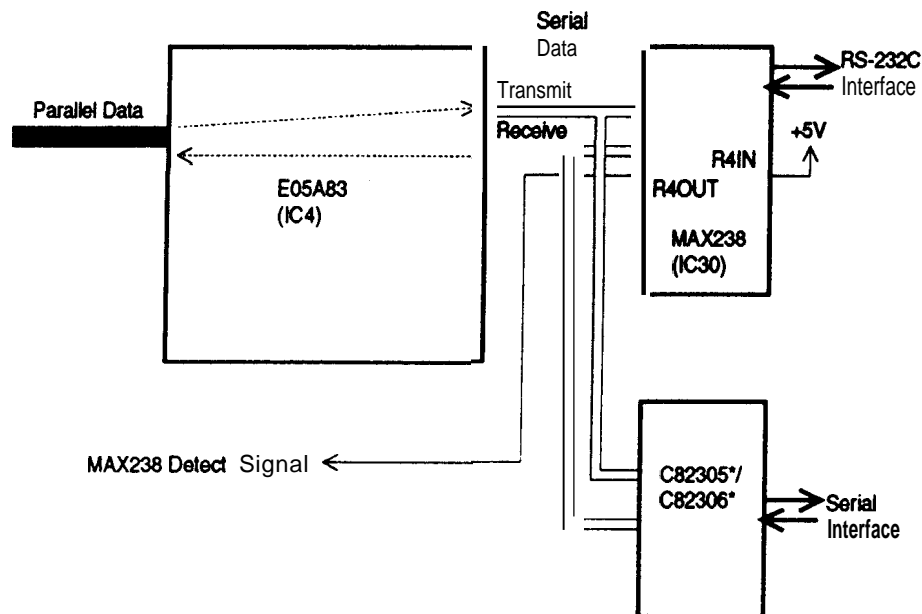 Serial
Data
Parallel Data
Transmit
Receive
E05A83
(IC4)
RS-232C
Interface
+5V
R4IN
R4OUT
MAX238
(IC30)
MAX238 Detect Signal
C82305*/
C82306*
Serial
Interface